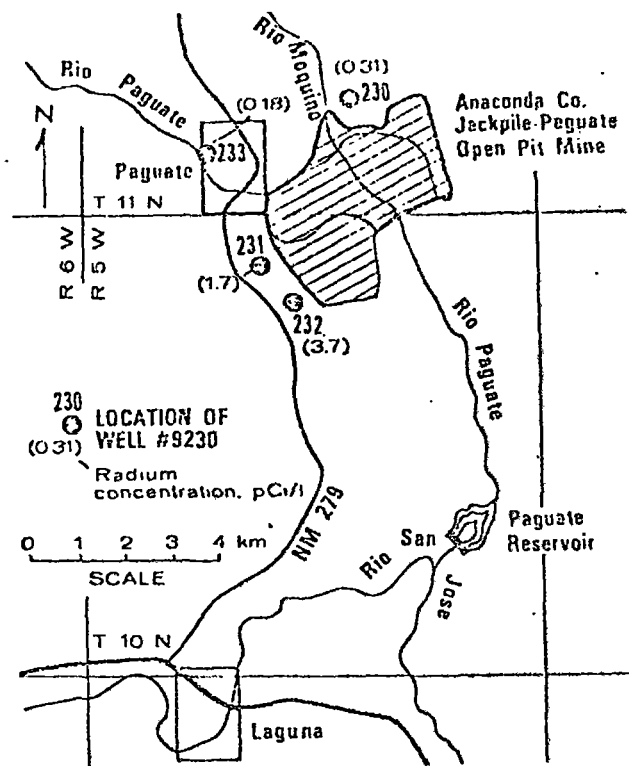 Rio Paguate
Rio Moquino
(0.31)
230
(0.18)
233
Paguate
N
T 11 N
R 6 W
R 5 W
Anaconda Co.
Jackpile-Paguate
Open Pit Mine
231
(1.7)
232
(3.7)
Rio Paguate
230
(0.31)
LOCATION OF
WELL #9230
Radium
concentration, pCi/l
NM 279
0 1 2 3 4 km
SCALE
Rio San Jose
Paguate
Reservoir
T 10 N
Laguna